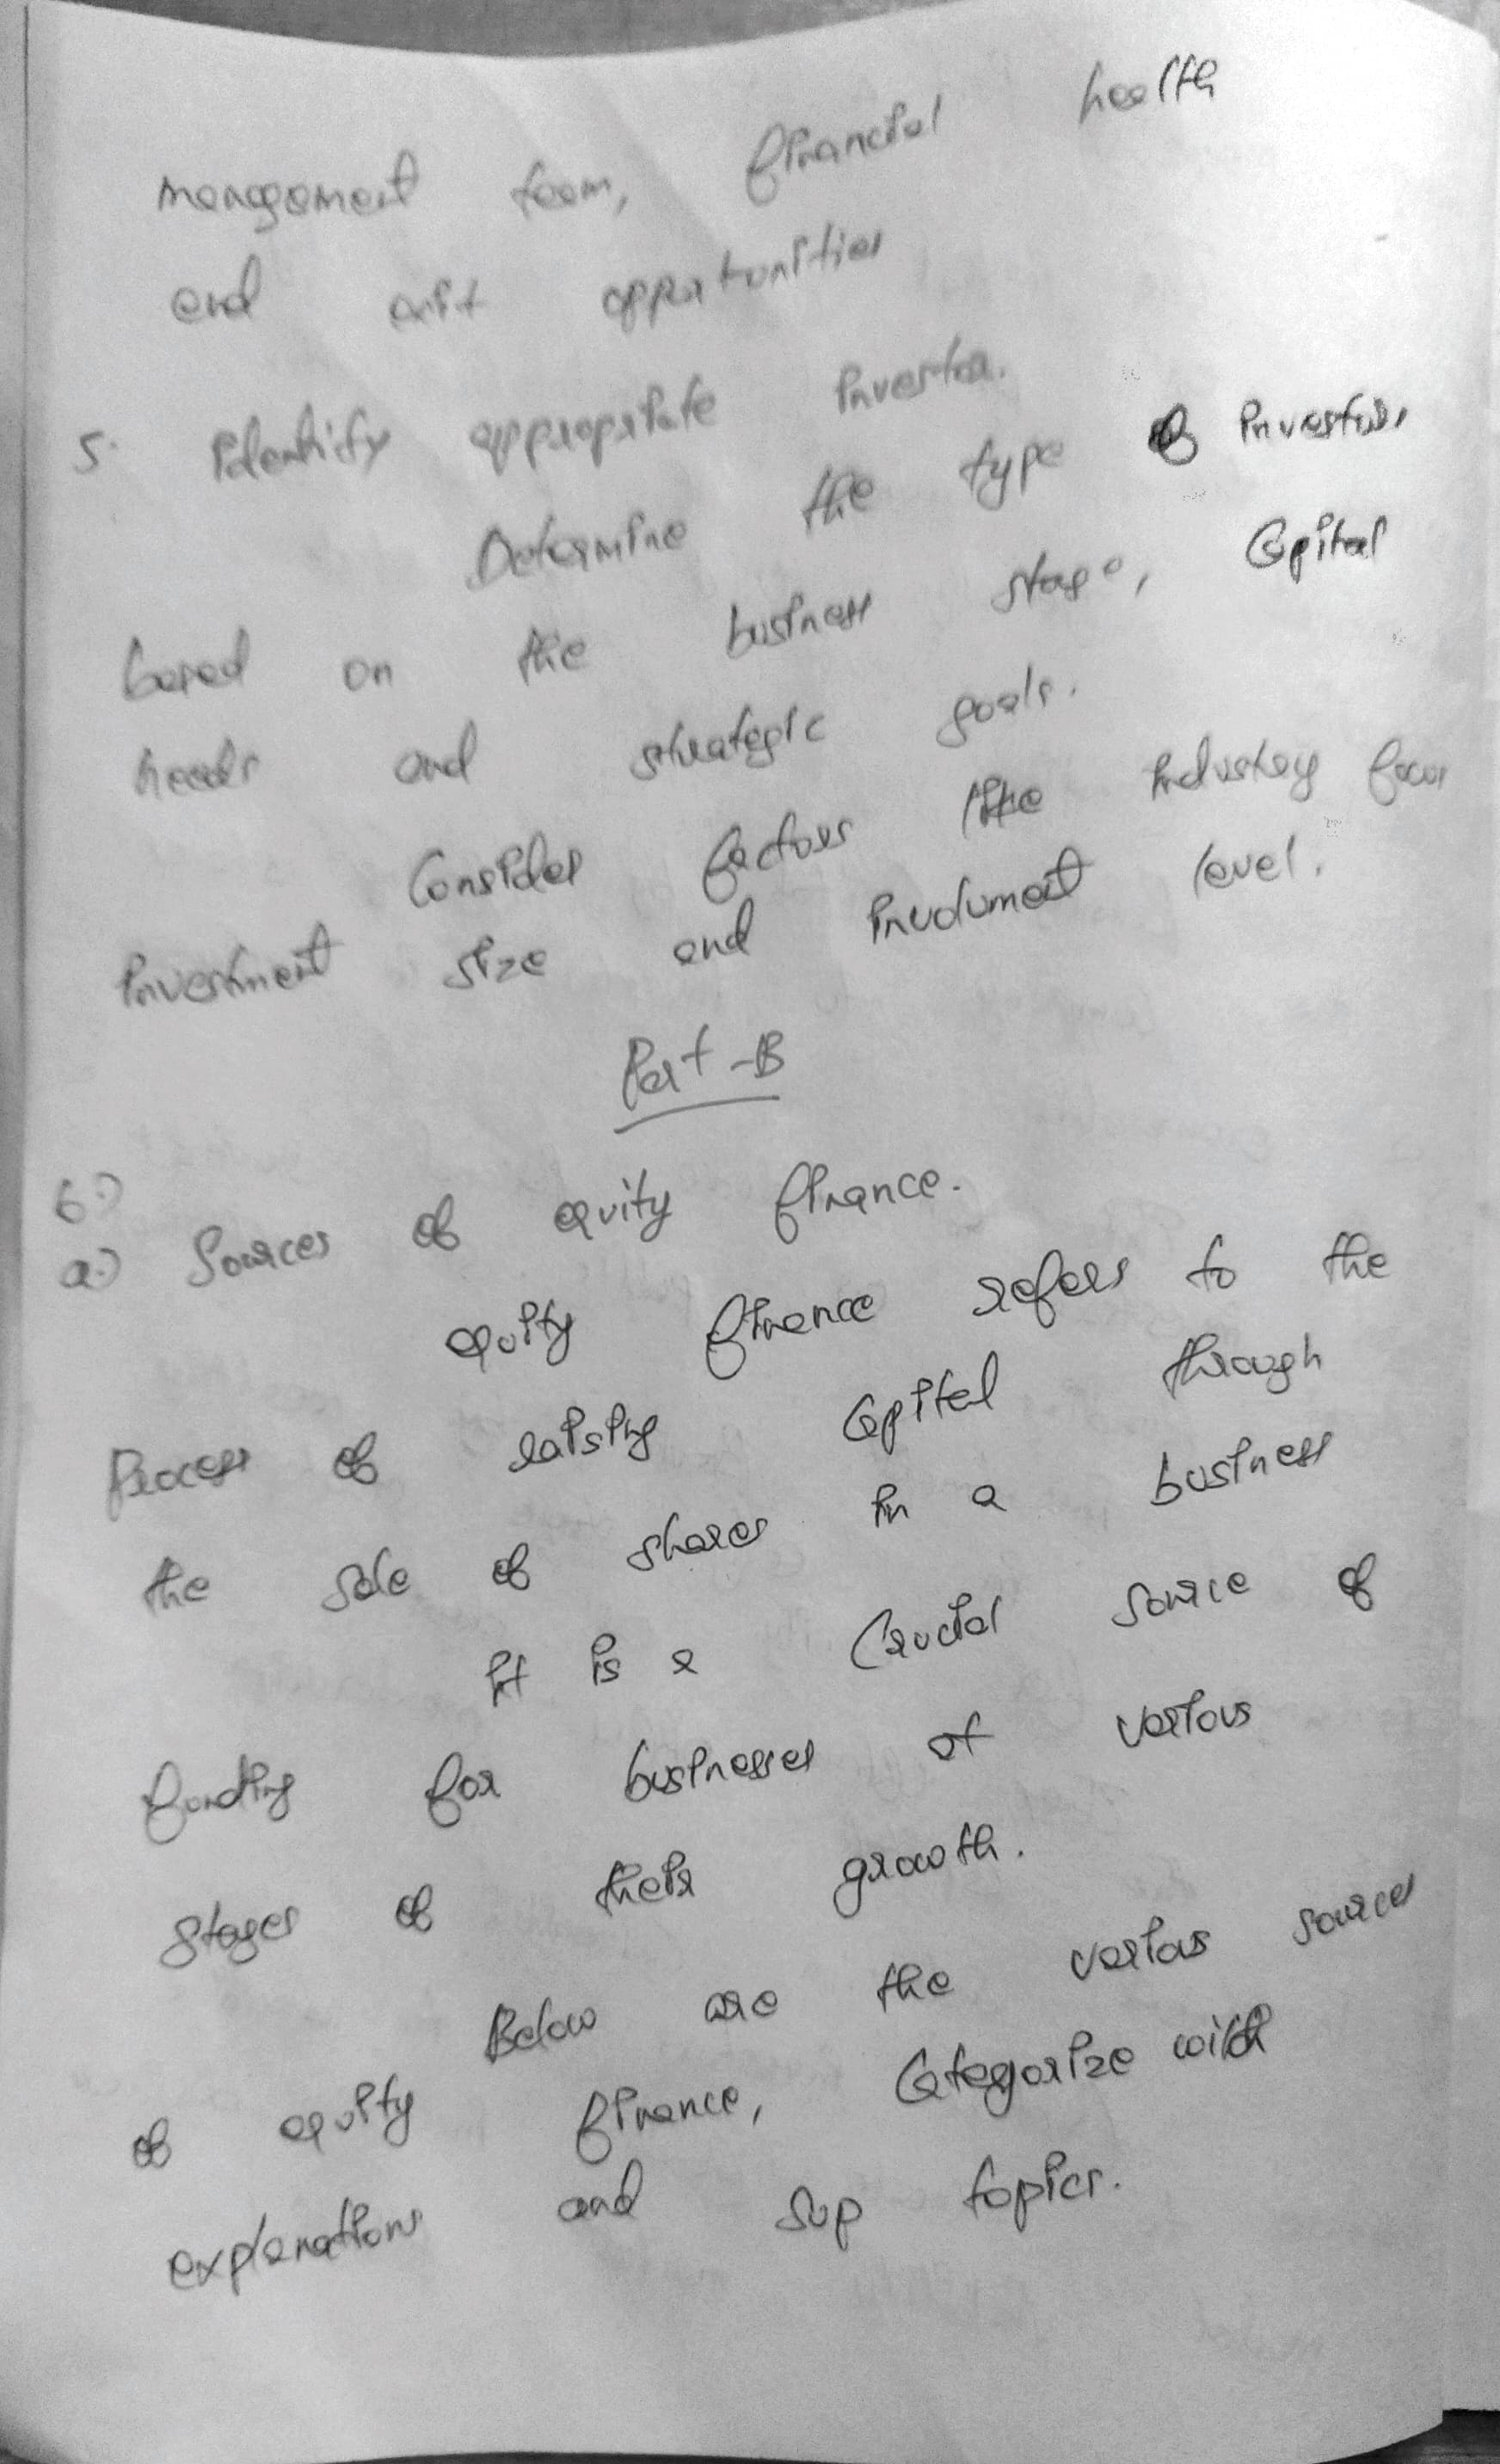 management team, financial health
and exit opportunities
5. Identify appropriate investor.
Determine the type of investor,
based on the business stage, Capital
needs and strategic goals.
Consider factors like industry focus
investment size and involument level.
Part-B
6.)
a.) Sources of equity finance.
equity finance refers to the
Process of raising Capital through
the sale of shares in a business
it is a Crucial source of
funding for businesses at various
stages of their growth.
Below are the various sources
of equity finance, Categorize with
explanations and sup topics.